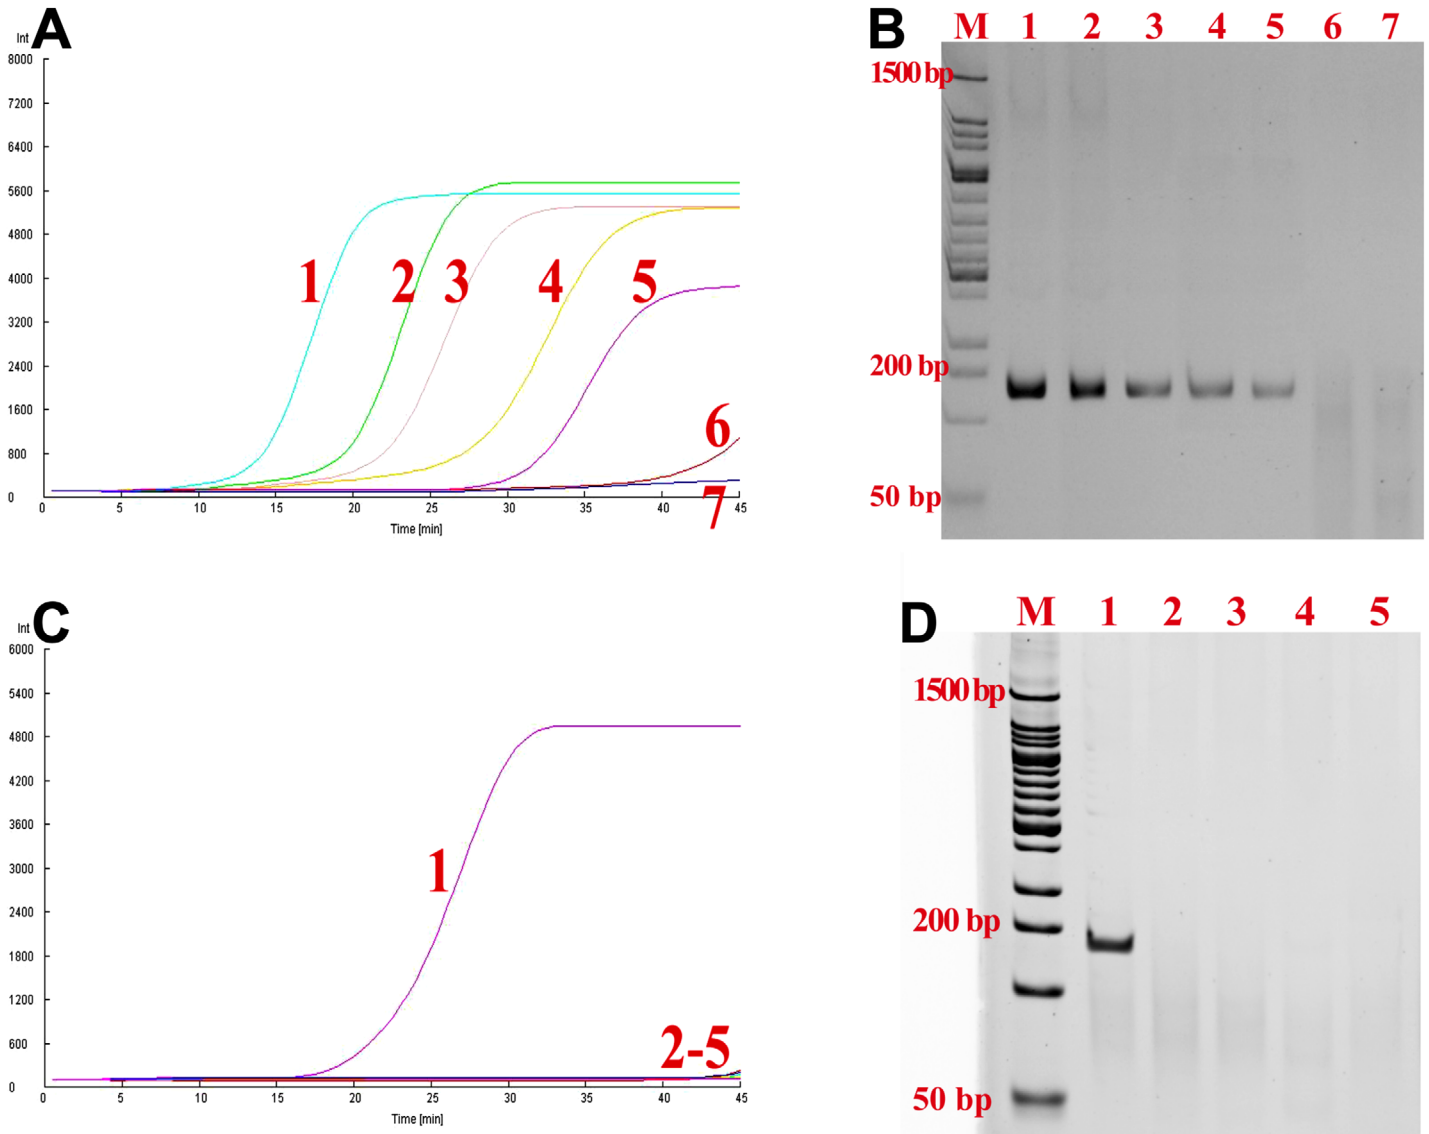 A
Int
8000
7200
6400
5600
4800
4000
3200
2400
1600
800
0
1 2 3 4 5
6
7
0 5 10 15 20 25 30 35 40 45
Time [min]
B
M 1 2 3 4 5 6 7
1500 bp
200 bp
50 bp
C
Int
6000
5400
4800
4200
3600
3000
2400
1800
1200
600
0
1
2-5
0 5 10 15 20 25 30 35 40 45
Time [min]
D
M 1 2 3 4 5
1500 bp
200 bp
50 bp